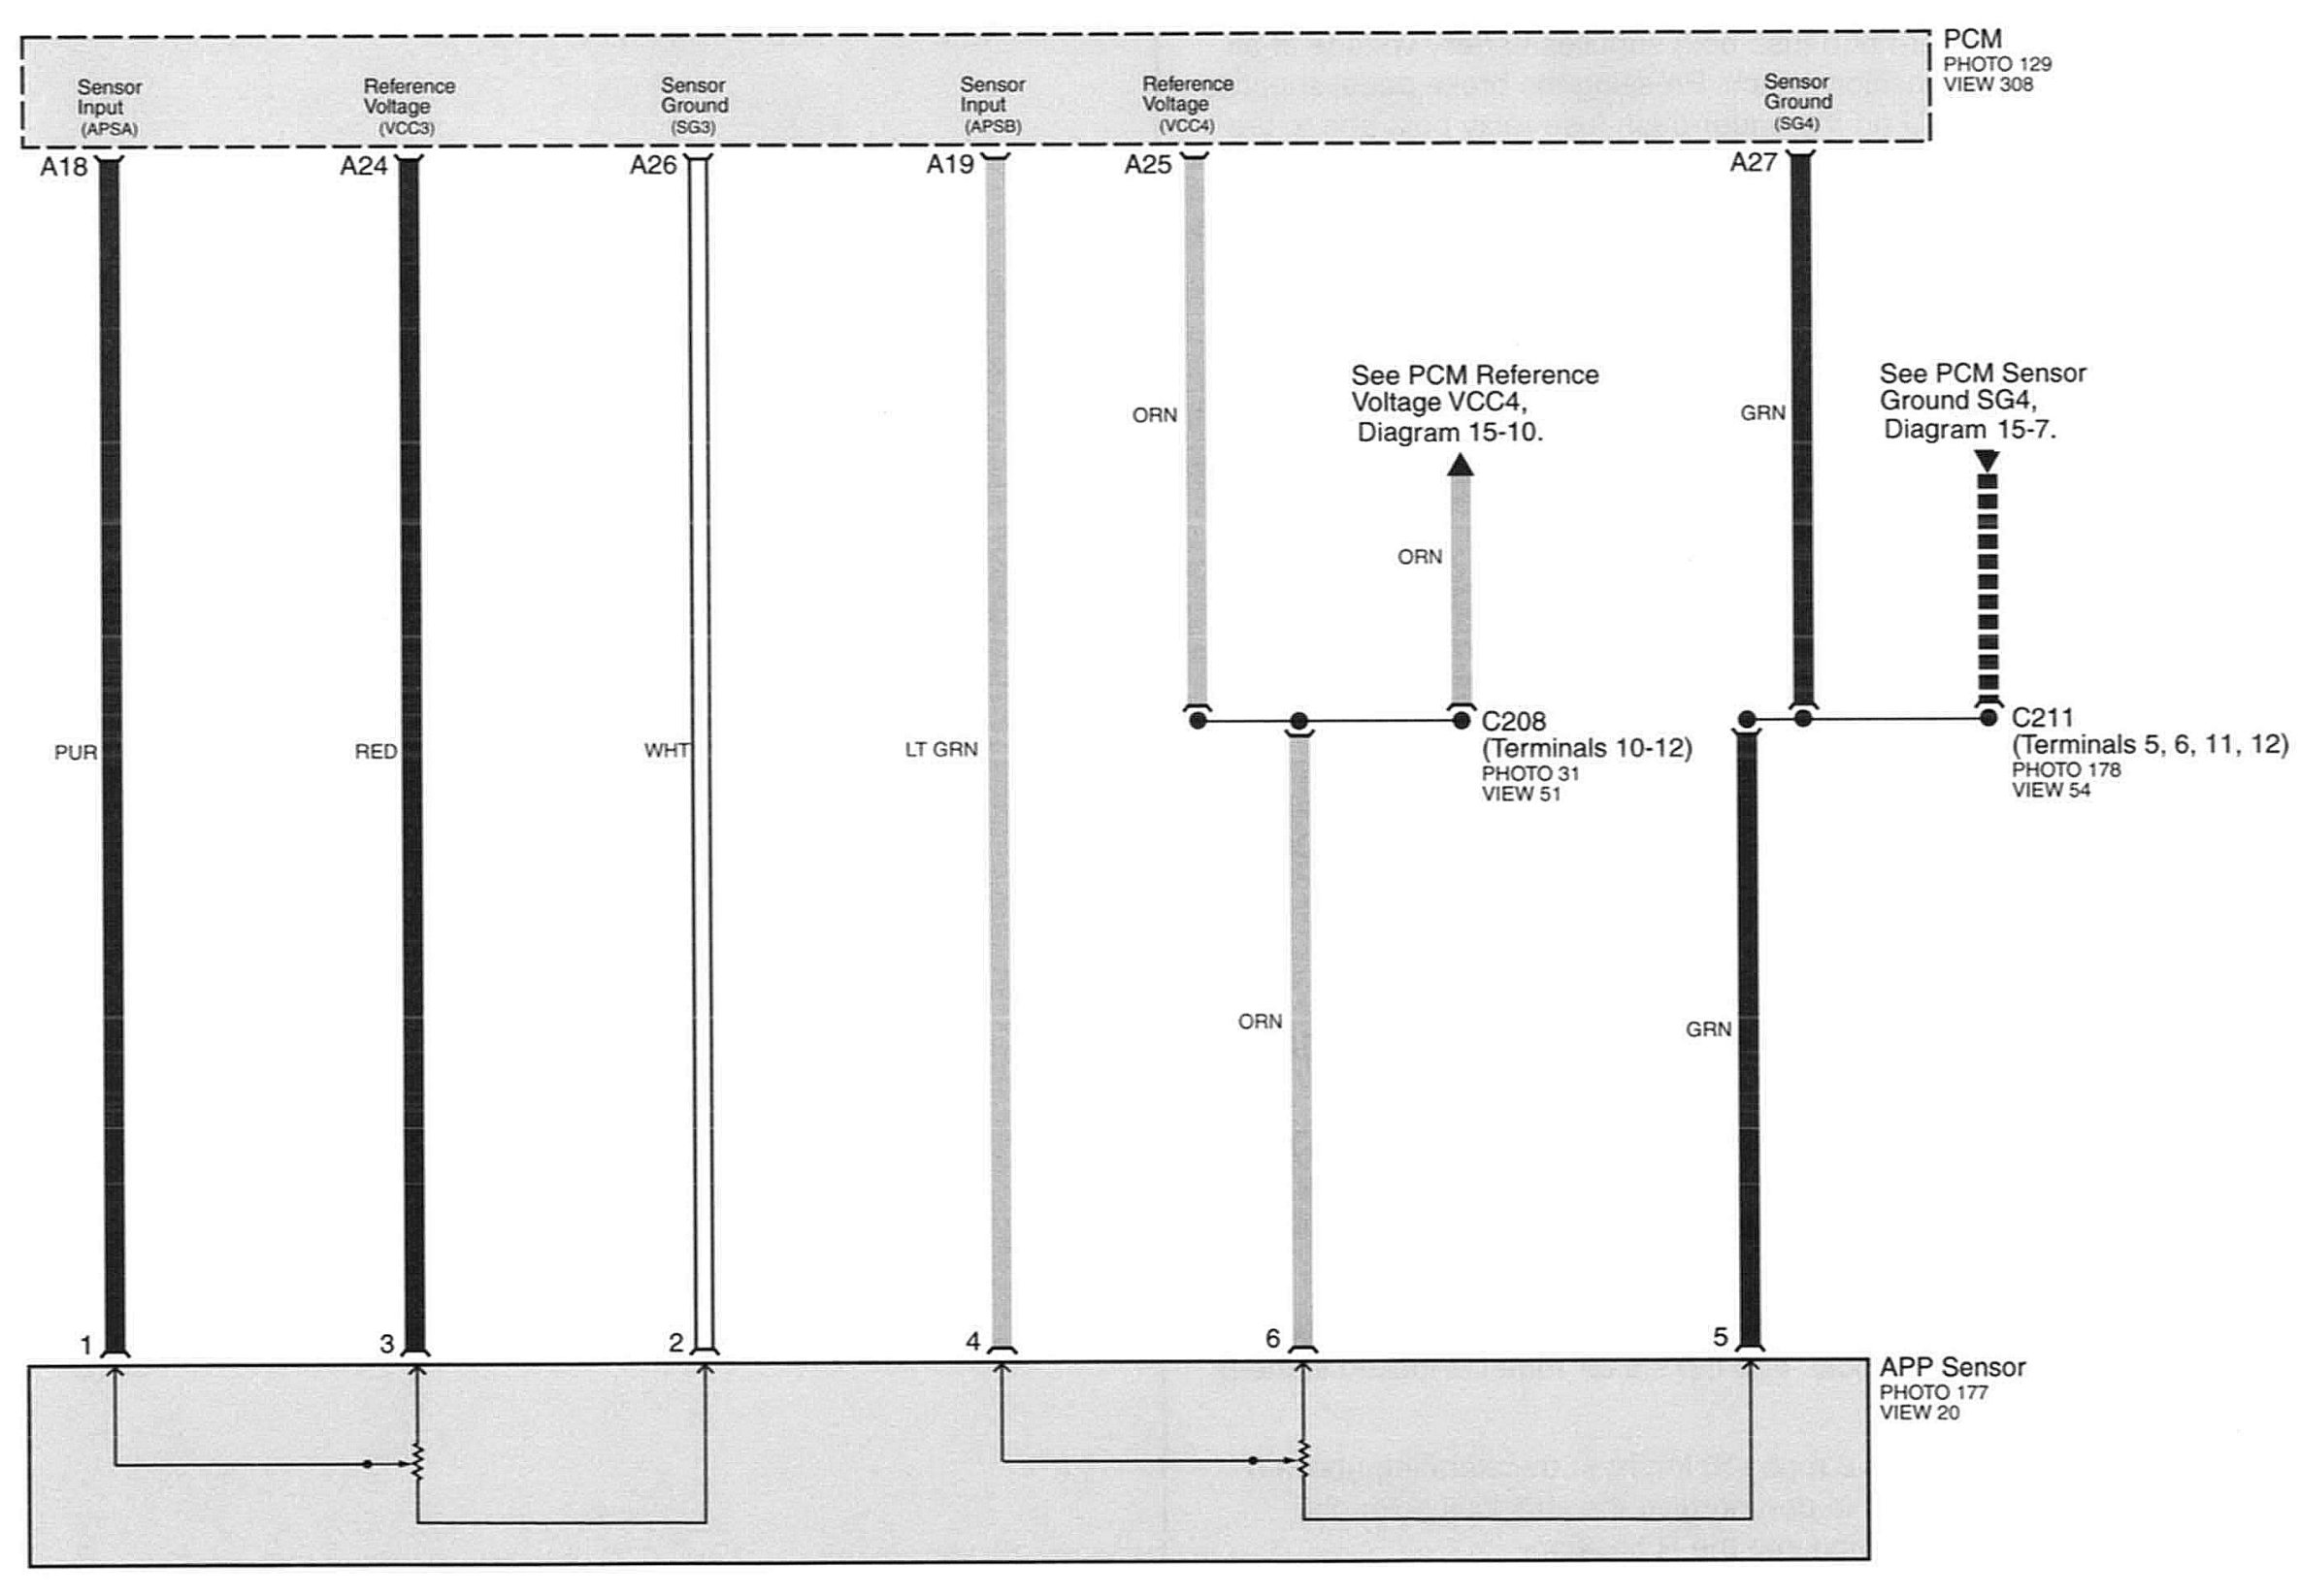 PCM
PHOTO 129
VIEW 308
Sensor
Input
(APSA)
Reference
Voltage
(VCC3)
Sensor
Ground
(SG3)
Sensor
Input
(APSB)
Reference
Voltage
(VCC4)
Sensor
Ground
(SG4)
A18
A24
A26
A19
A25
A27
See PCM Reference
Voltage VCC4,
Diagram 15-10.
See PCM Sensor
Ground SG4,
Diagram 15-7.
ORN
GRN
ORN
PUR
RED
WHT
LT GRN
C208
(Terminals 10-12)
PHOTO 31
VIEW 51
C211
(Terminals 5, 6, 11, 12)
PHOTO 178
VIEW 54
ORN
GRN
1
3
2
4
6
5
APP Sensor
PHOTO 177
VIEW 20